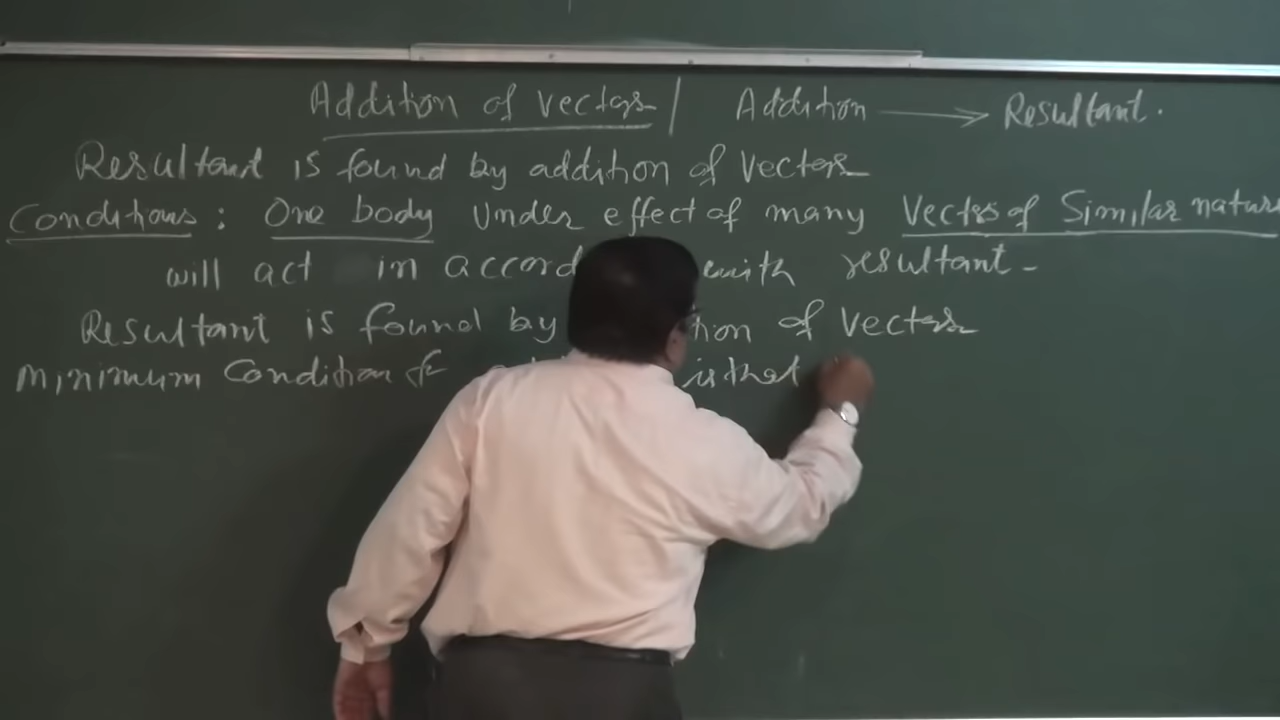 Addition of vectors | Addition → Resultant.
Resultant is found by addition of vectors
Conditions : One body under effect of many Vectors of Similar natur
will act in accord with resultant -
Resultant is found by tion of vectors
Minimum Condition is that